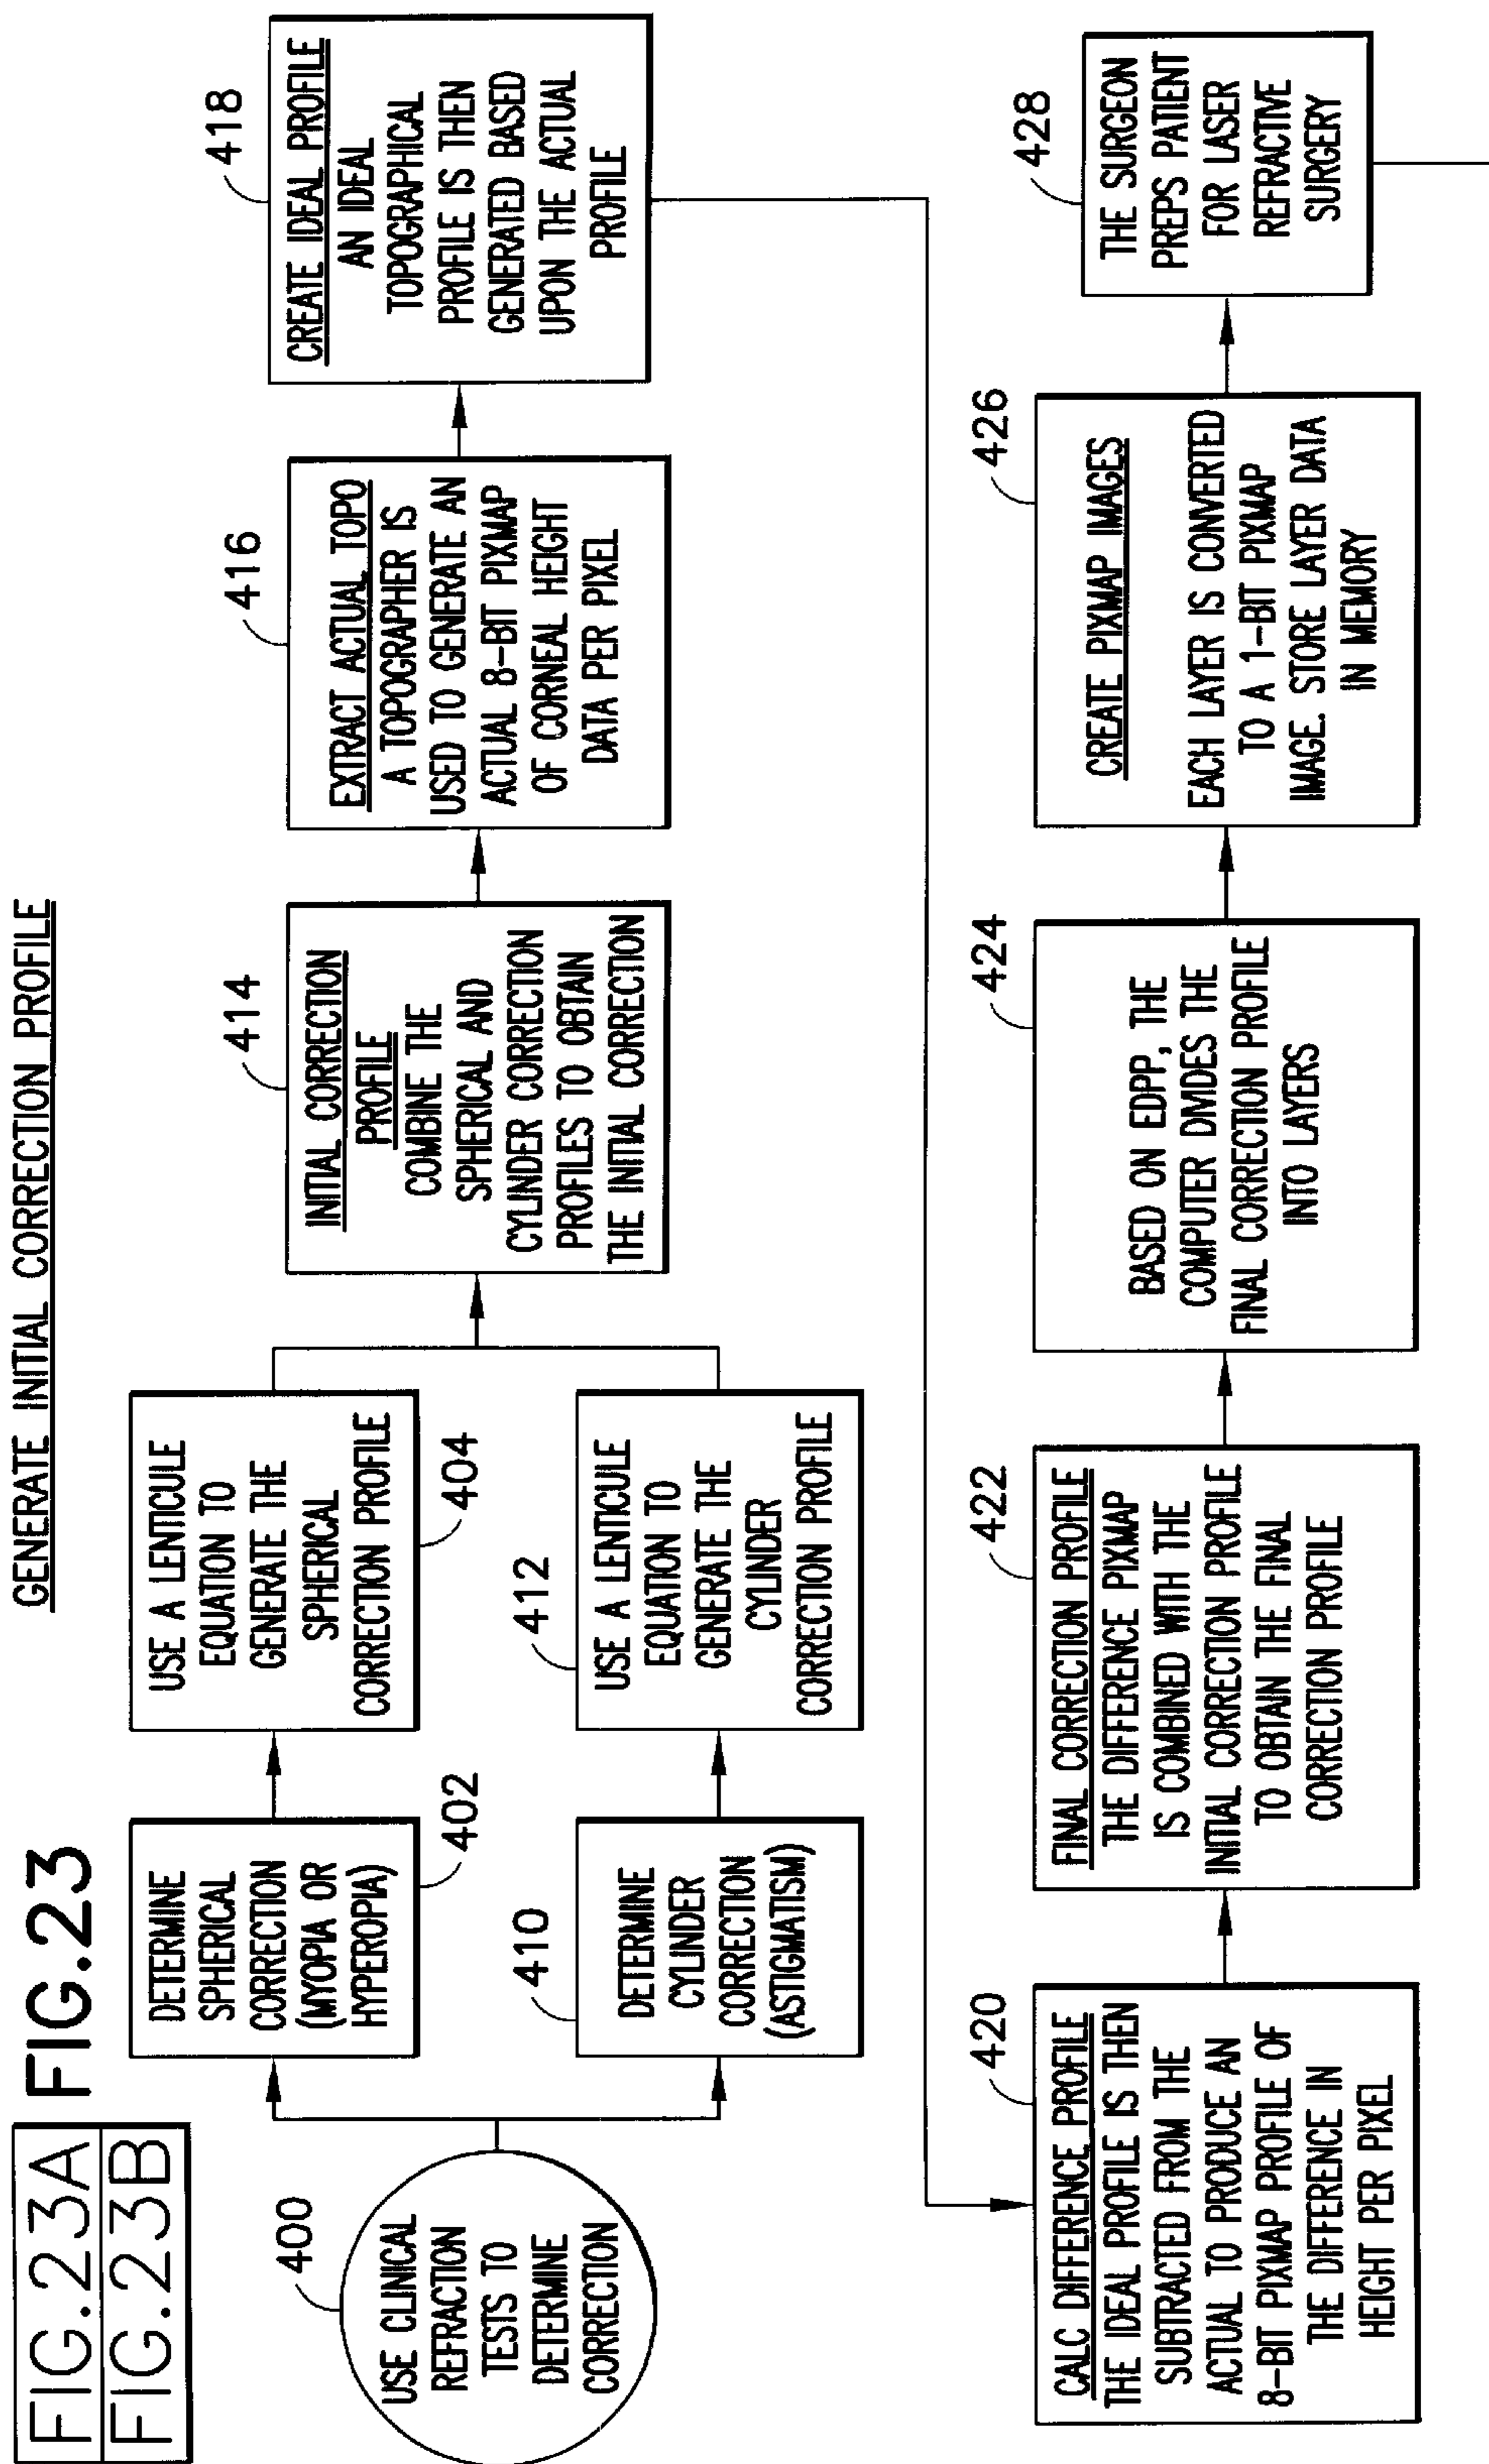 FIG.23A
FIG.23B
FIG.23
GENERATE INITIAL CORRECTION PROFILE
400
USE CLINICAL
REFRACTION
TESTS TO
DETERMINE
CORRECTION
DETERMINE
SPHERICAL
CORRECTION
(MYOPIA OR
HYPEROPIA)
402
USE A LENTICULE
EQUATION TO
GENERATE THE
SPHERICAL
CORRECTION PROFILE
404
410
DETERMINE
CYLINDER
CORRECTION
(ASTIGMATISM)
412
USE A LENTICULE
EQUATION TO
GENERATE THE
CYLINDER
CORRECTION PROFILE
414
INITIAL CORRECTION
PROFILE
COMBINE THE
SPHERICAL AND
CYLINDER CORRECTION
PROFILES TO OBTAIN
THE INITIAL CORRECTION
416
EXTRACT ACTUAL TOPO
A TOPOGRAPHER IS
USED TO GENERATE AN
ACTUAL 8-BIT PIXMAP
OF CORNEAL HEIGHT
DATA PER PIXEL
418
CREATE IDEAL PROFILE
AN IDEAL
TOPOGRAPHICAL
PROFILE IS THEN
GENERATED BASED
UPON THE ACTUAL
PROFILE
420
CALC DIFFERENCE PROFILE
THE IDEAL PROFILE IS THEN
SUBTRACTED FROM THE
ACTUAL TO PRODUCE AN
8-BIT PIXMAP PROFILE OF
THE DIFFERENCE IN
HEIGHT PER PIXEL
422
FINAL CORRECTION PROFILE
THE DIFFERENCE PIXMAP
IS COMBINED WITH THE
INITIAL CORRECTION PROFILE
TO OBTAIN THE FINAL
CORRECTION PROFILE
424
BASED ON EDPP, THE
COMPUTER DIVIDES THE
FINAL CORRECTION PROFILE
INTO LAYERS
426
CREATE PIXMAP IMAGES
EACH LAYER IS CONVERTED
TO A 1-BIT PIXMAP
IMAGE. STORE LAYER DATA
IN MEMORY
428
THE SURGEON
PREPS PATIENT
FOR LASER
REFRACTIVE
SURGERY